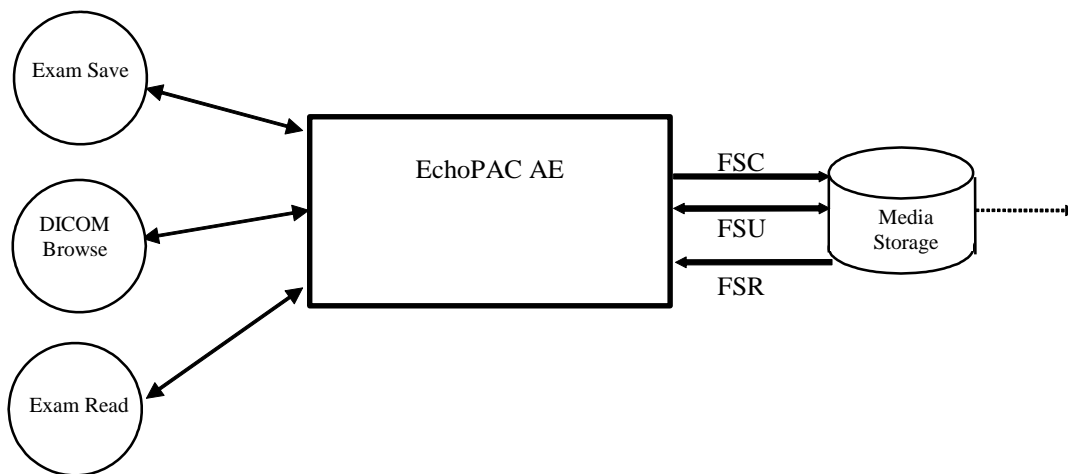 Exam Save
DICOM
Browse
Exam Read
EchoPAC AE
FSC
FSU
FSR
Media
Storage